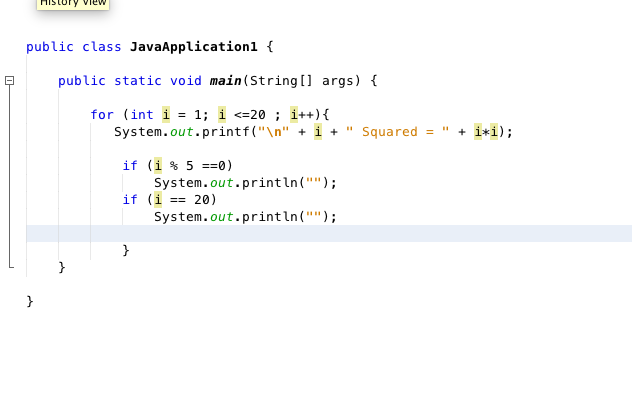 History View
public class JavaApplication1 {
public static void main(String[] args) {
for (int i = 1; i <=20 ; i++){
System.out.printf("\n" + i + " Squared = " + i*i);
if (i % 5 ==0)
System.out.println("");
if (i == 20)
System.out.println("");
}
}
}